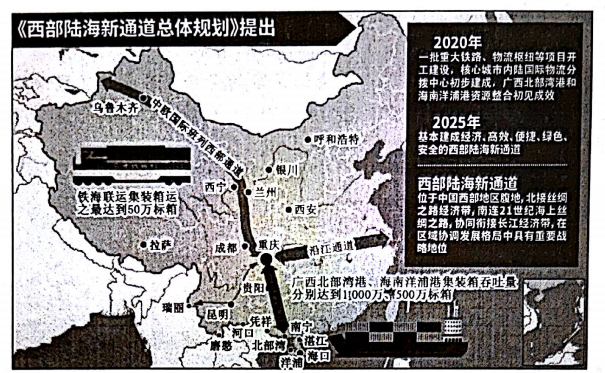 《西部陆海新通道总体规划》提出
2020年
一批重大铁路、物流枢纽等项目开
工建设，核心城市内陆国际物流分
拨中心初步建成，广西北部湾港和
海南洋浦港资源整合初见成效
2025年
基本建成经济、高效、便捷、绿色、
安全的西部陆海新通道
西部陆海新通道
位于中国西部地区腹地，北接丝绸
之路经济带，南连21世纪海上丝
绸之路，协同衔接长江经济带，在
区域协调发展格局中具有重要战
略地位
乌鲁木齐
中欧国际班列西部通道
呼和浩特
银川
西宁
兰州
西安
铁海联运集装箱运
之最达到50万标箱
拉萨
成都
重庆
沿江通道
广西北部湾港、海南洋浦港集装箱吞吐量
分别达到1000万、500万标箱
贵阳
瑞丽
昆明
凭祥
南宁
河口
北部湾
湛江
磨憨
洋浦
海口